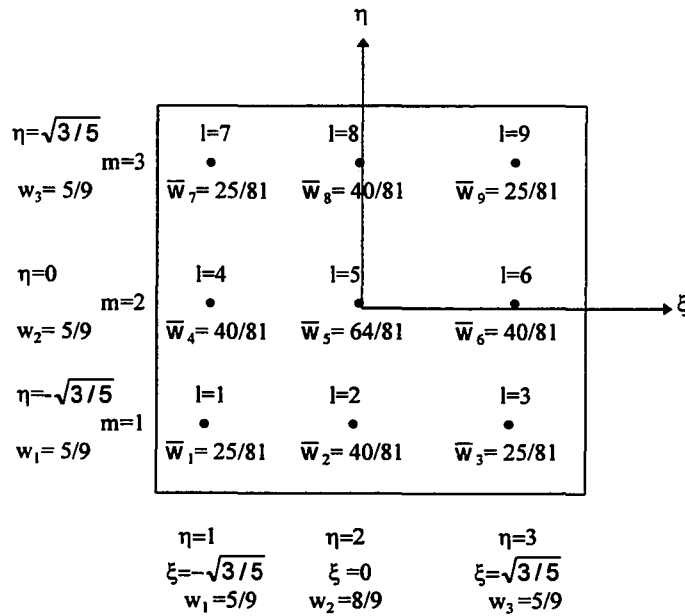 η
η=√3/5 l=7 l=8 l=9
m=3
w₃= 5/9 w̅₇= 25/81 w̅₈= 40/81 w̅₉= 25/81
η=0 l=4 l=5 l=6 ξ
m=2
w₂= 5/9 w̅₄= 40/81 w̅₅= 64/81 w̅₆= 40/81
η=-√3/5 l=1 l=2 l=3
m=1
w₁= 5/9 w̅₁= 25/81 w̅₂= 40/81 w̅₃= 25/81
η=1 η=2 η=3
ξ=-√3/5 ξ=0 ξ=√3/5
w₁=5/9 w₂=8/9 w₃=5/9